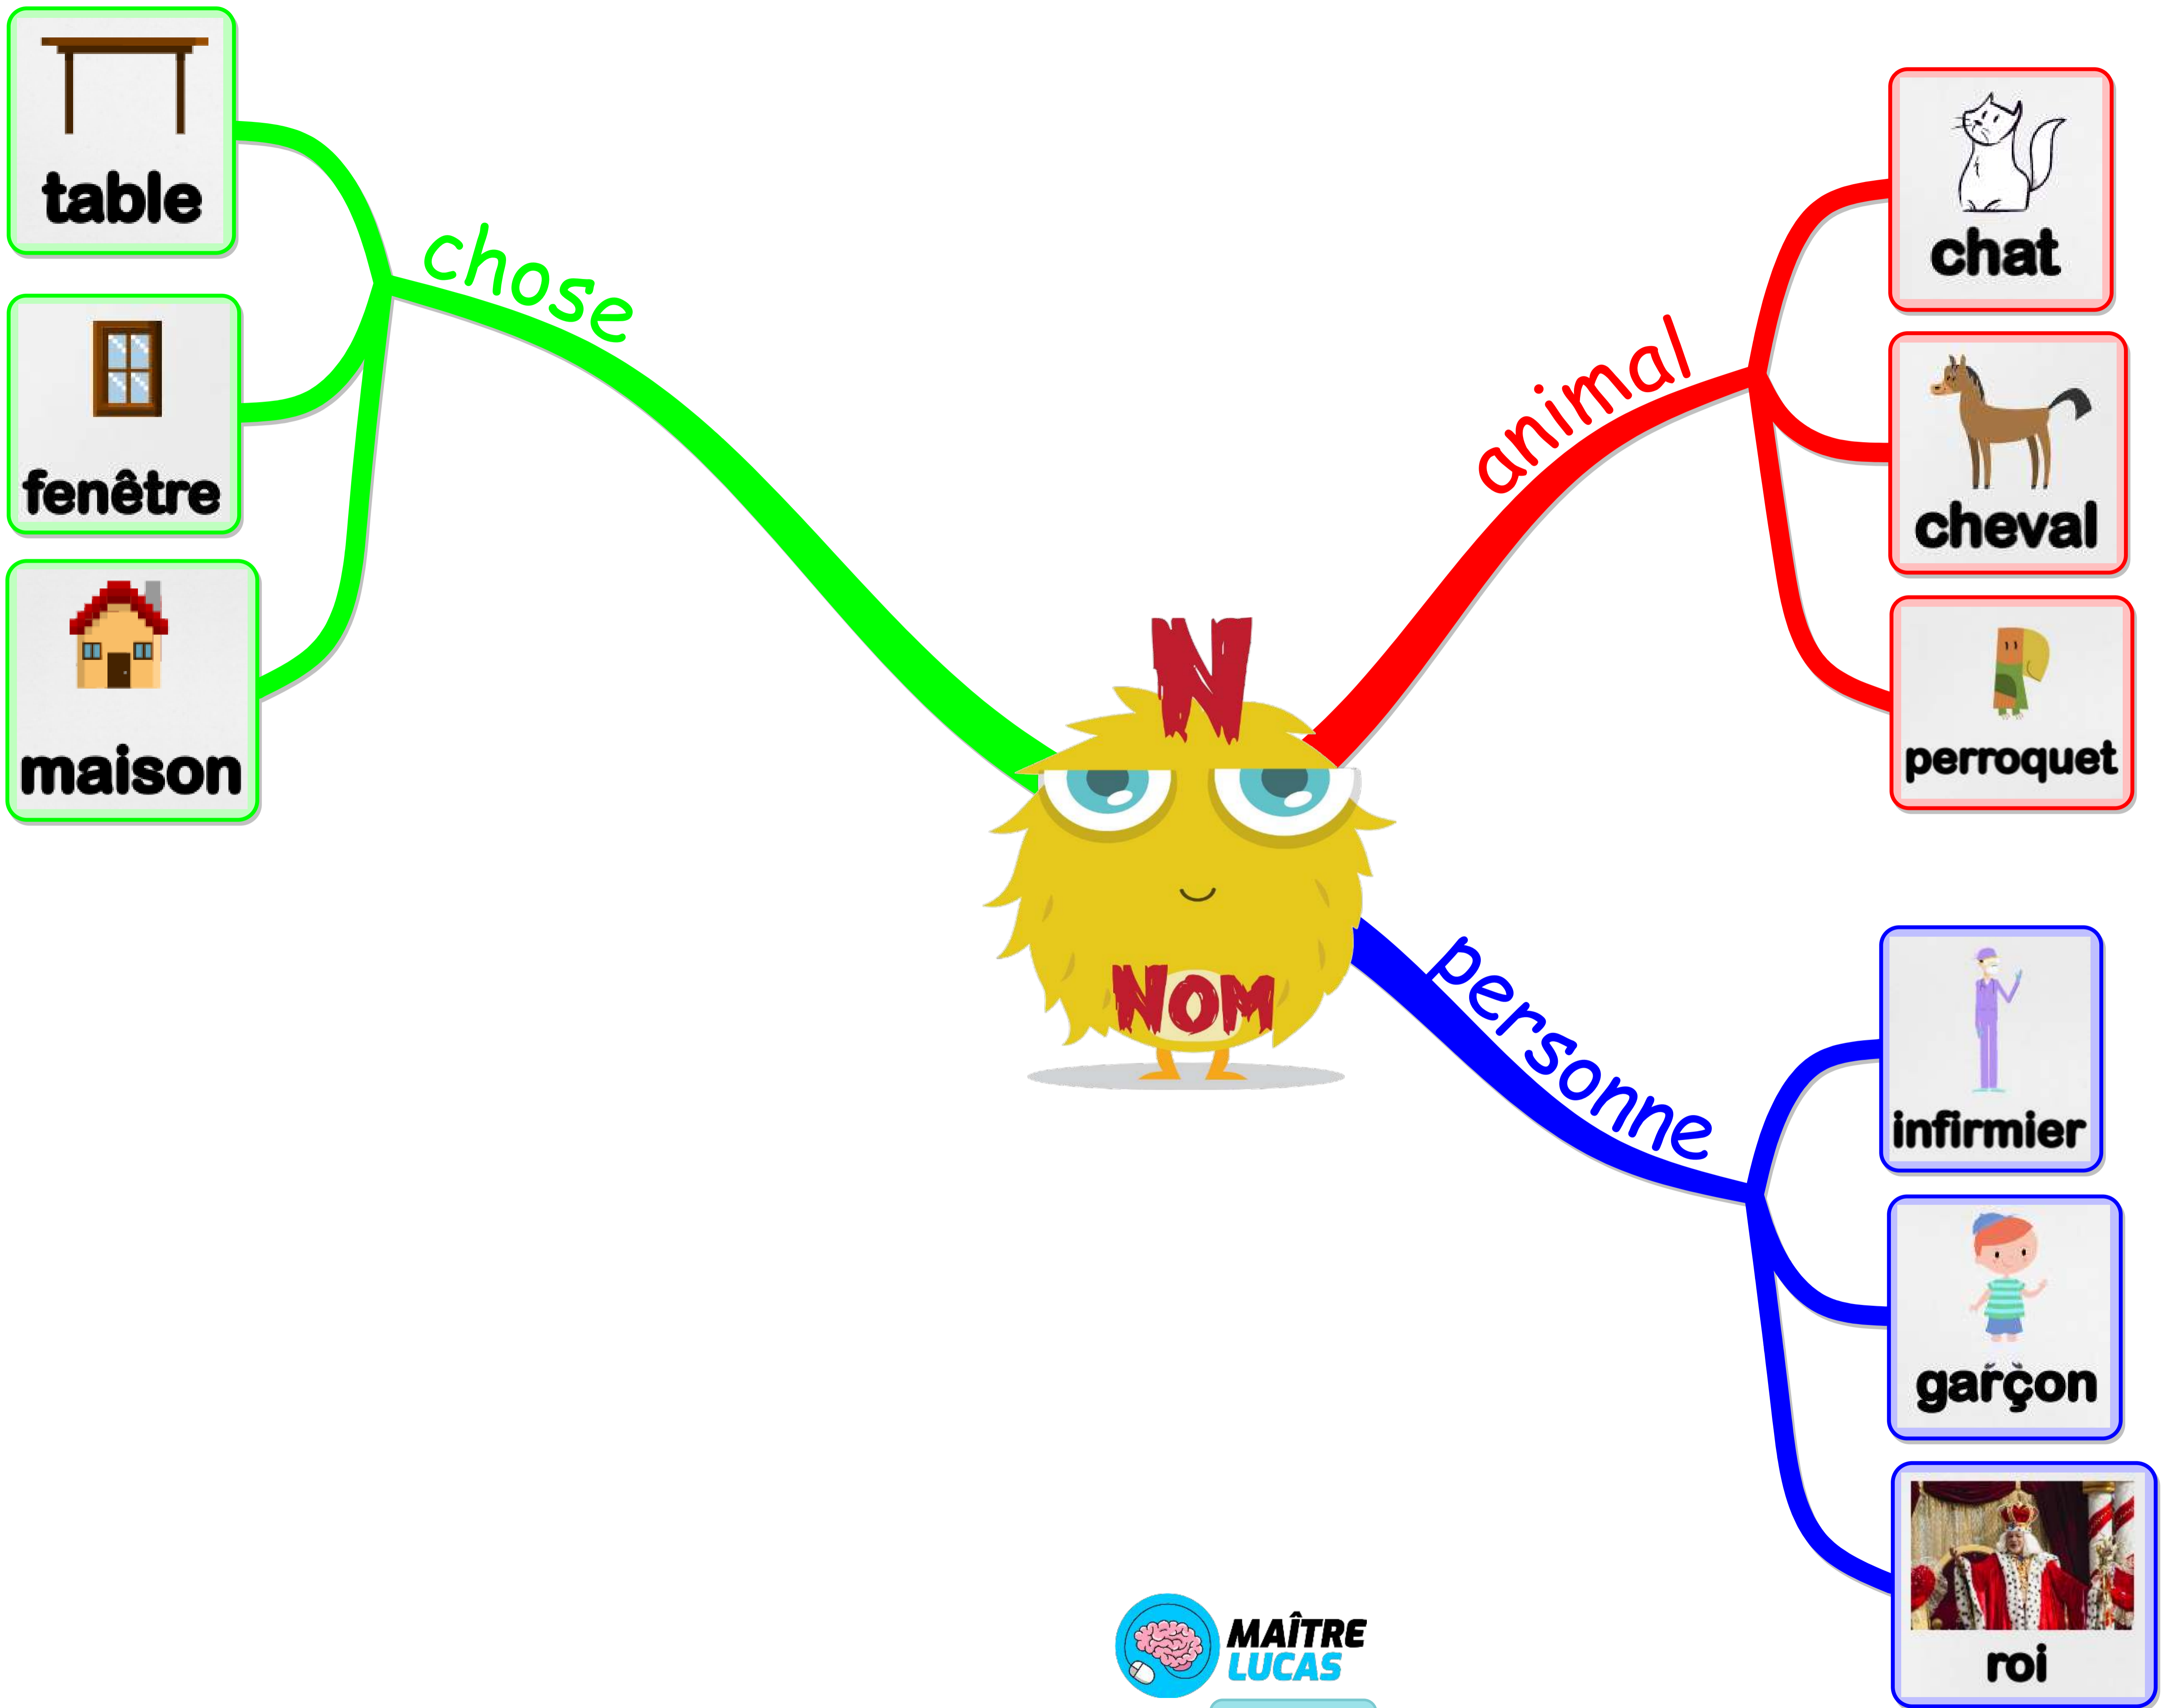 table
fenêtre
maison
chose
N
NOM
animal
chat
cheval
perroquet
personne
infirmier
garçon
roi
MAÎTRE
LUCAS